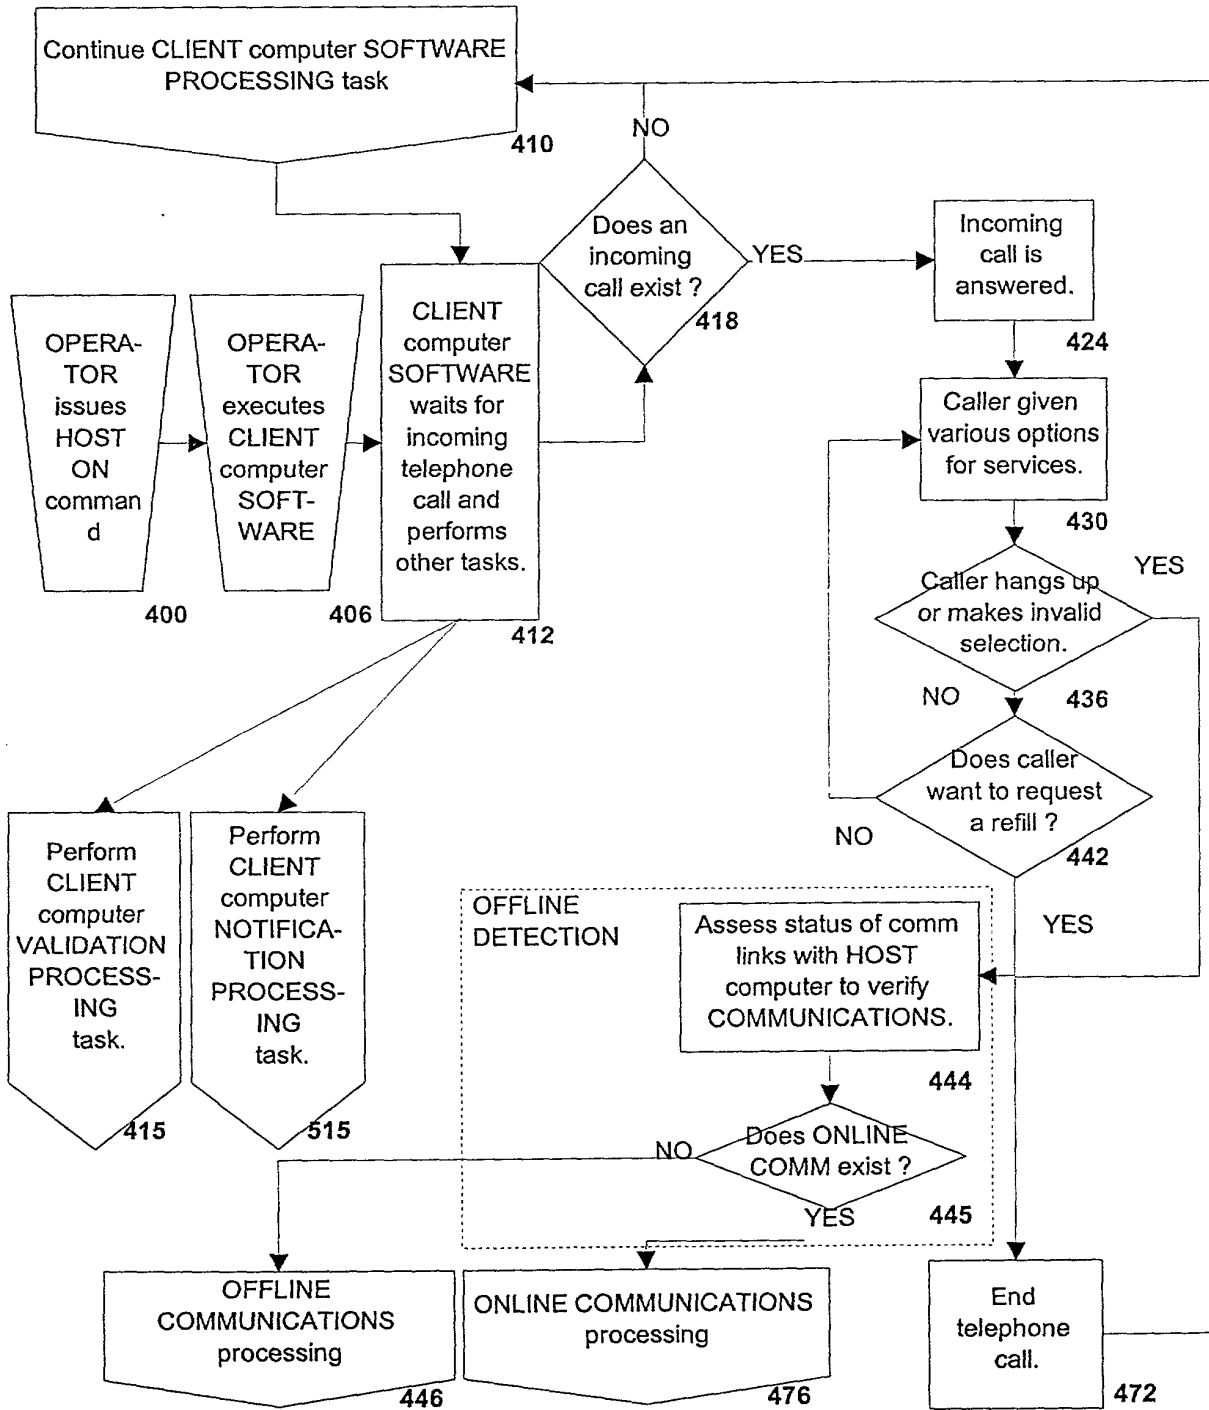 Continue CLIENT computer SOFTWARE
PROCESSING task
410
NO
Does an
incoming
call exist ?
YES
418
Incoming
call is
answered.
424
OPERA-
TOR
issues
HOST
ON
comman
d
400
OPERA-
TOR
executes
CLIENT
computer
SOFT-
WARE
406
CLIENT
computer
SOFTWARE
waits for
incoming
telephone
call and
performs
other tasks.
412
Caller given
various options
for services.
430
Caller hangs up
or makes invalid
selection.
YES
NO
436
Does caller
want to request
a refill ?
NO
442
YES
Perform
CLIENT
computer
VALIDATION
PROCESS-
ING
task.
415
Perform
CLIENT
computer
NOTIFICA-
TION
PROCESS-
ING
task.
515
OFFLINE
DETECTION
Assess status of comm
links with HOST
computer to verify
COMMUNICATIONS.
444
Does ONLINE
COMM exist ?
NO
YES
445
OFFLINE
COMMUNICATIONS
processing
446
ONLINE COMMUNICATIONS
processing
476
End
telephone
call.
472